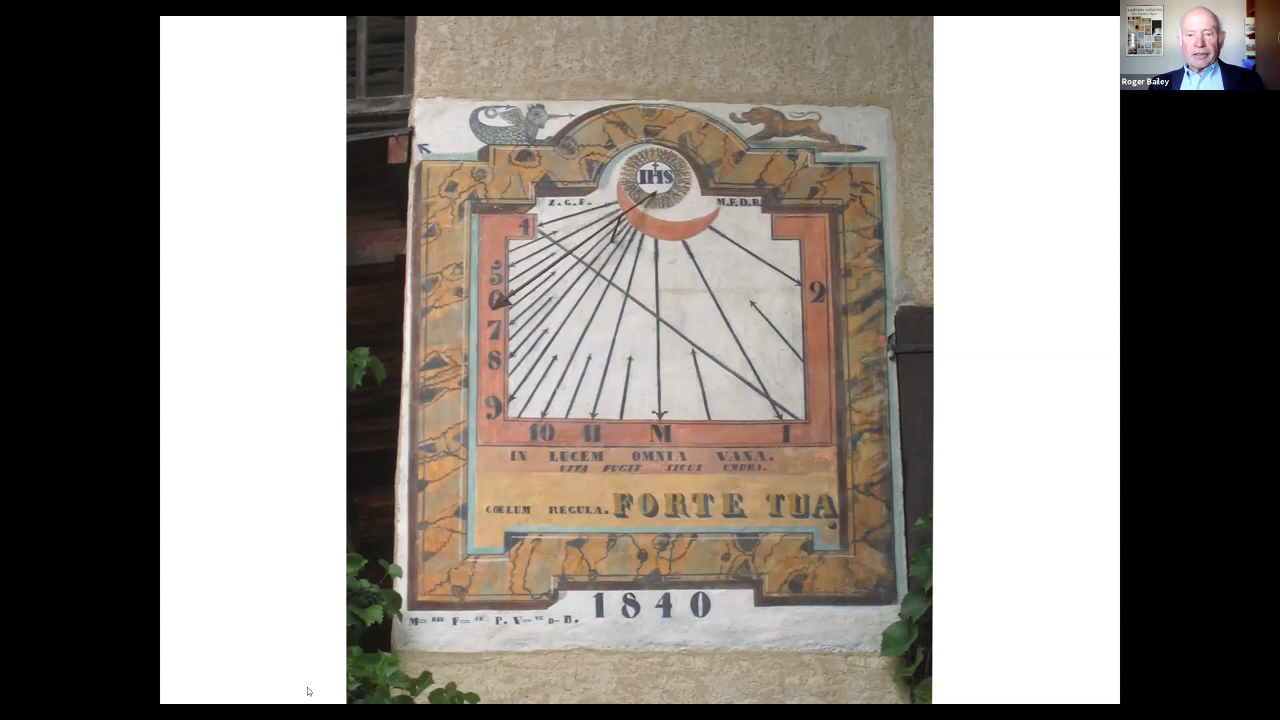 Roger Bailey
IHS
Z.G.F. M.F.D.R.
4
5
6
2
7
8
9
10 11 M 1
IN LUCEM OMNIA VANA.
VITA FUGIT SICUT UMBRA.
CŒLUM REGULA. FORTE TUA
1840
P. V B.